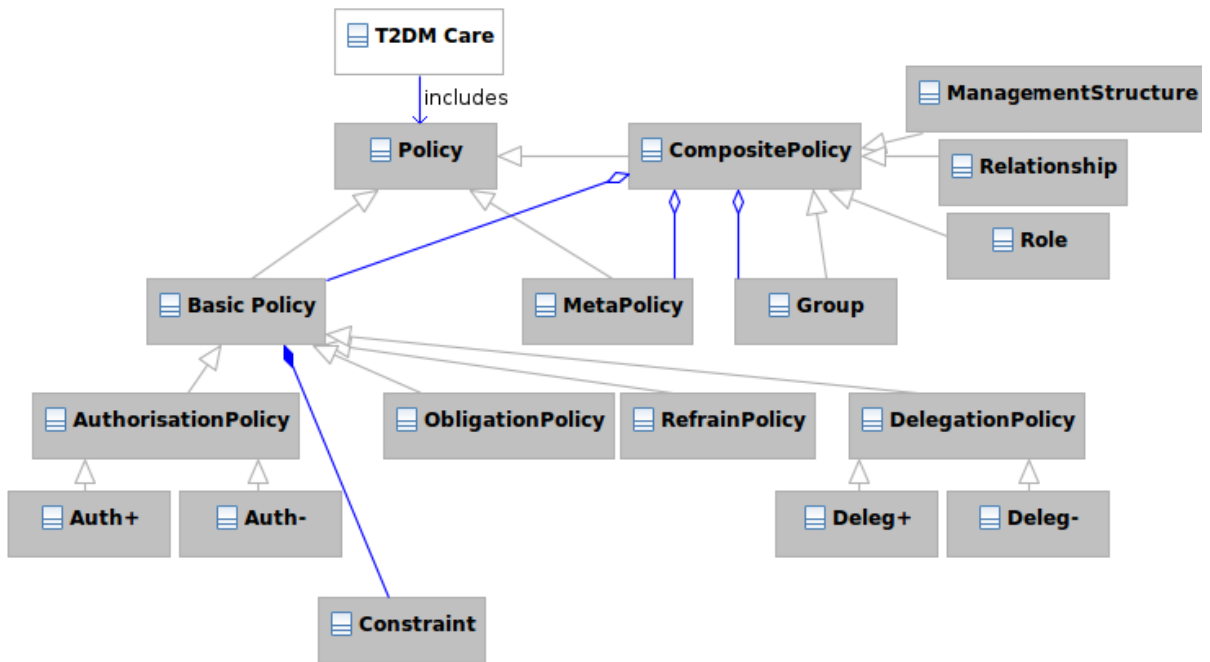 T2DM Care
includes
ManagementStructure
Policy
CompositePolicy
Relationship
Role
Basic Policy
MetaPolicy
Group
AuthorisationPolicy
ObligationPolicy
RefrainPolicy
DelegationPolicy
Auth+
Auth-
Deleg+
Deleg-
Constraint